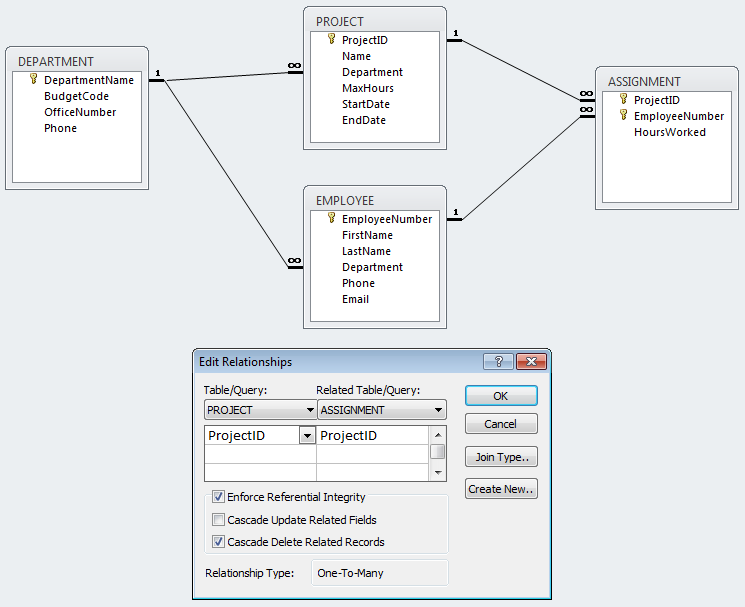 DEPARTMENT
DepartmentName
BudgetCode
OfficeNumber
Phone
1
∞
∞
PROJECT
ProjectID
Name
Department
MaxHours
StartDate
EndDate
1
EMPLOYEE
EmployeeNumber
FirstName
LastName
Department
Phone
Email
1
∞
∞
ASSIGNMENT
ProjectID
EmployeeNumber
HoursWorked
Edit Relationships
?
Table/Query: Related Table/Query:
PROJECT ASSIGNMENT
ProjectID ProjectID
Enforce Referential Integrity
Cascade Update Related Fields
Cascade Delete Related Records
Relationship Type: One-To-Many
OK
Cancel
Join Type..
Create New..